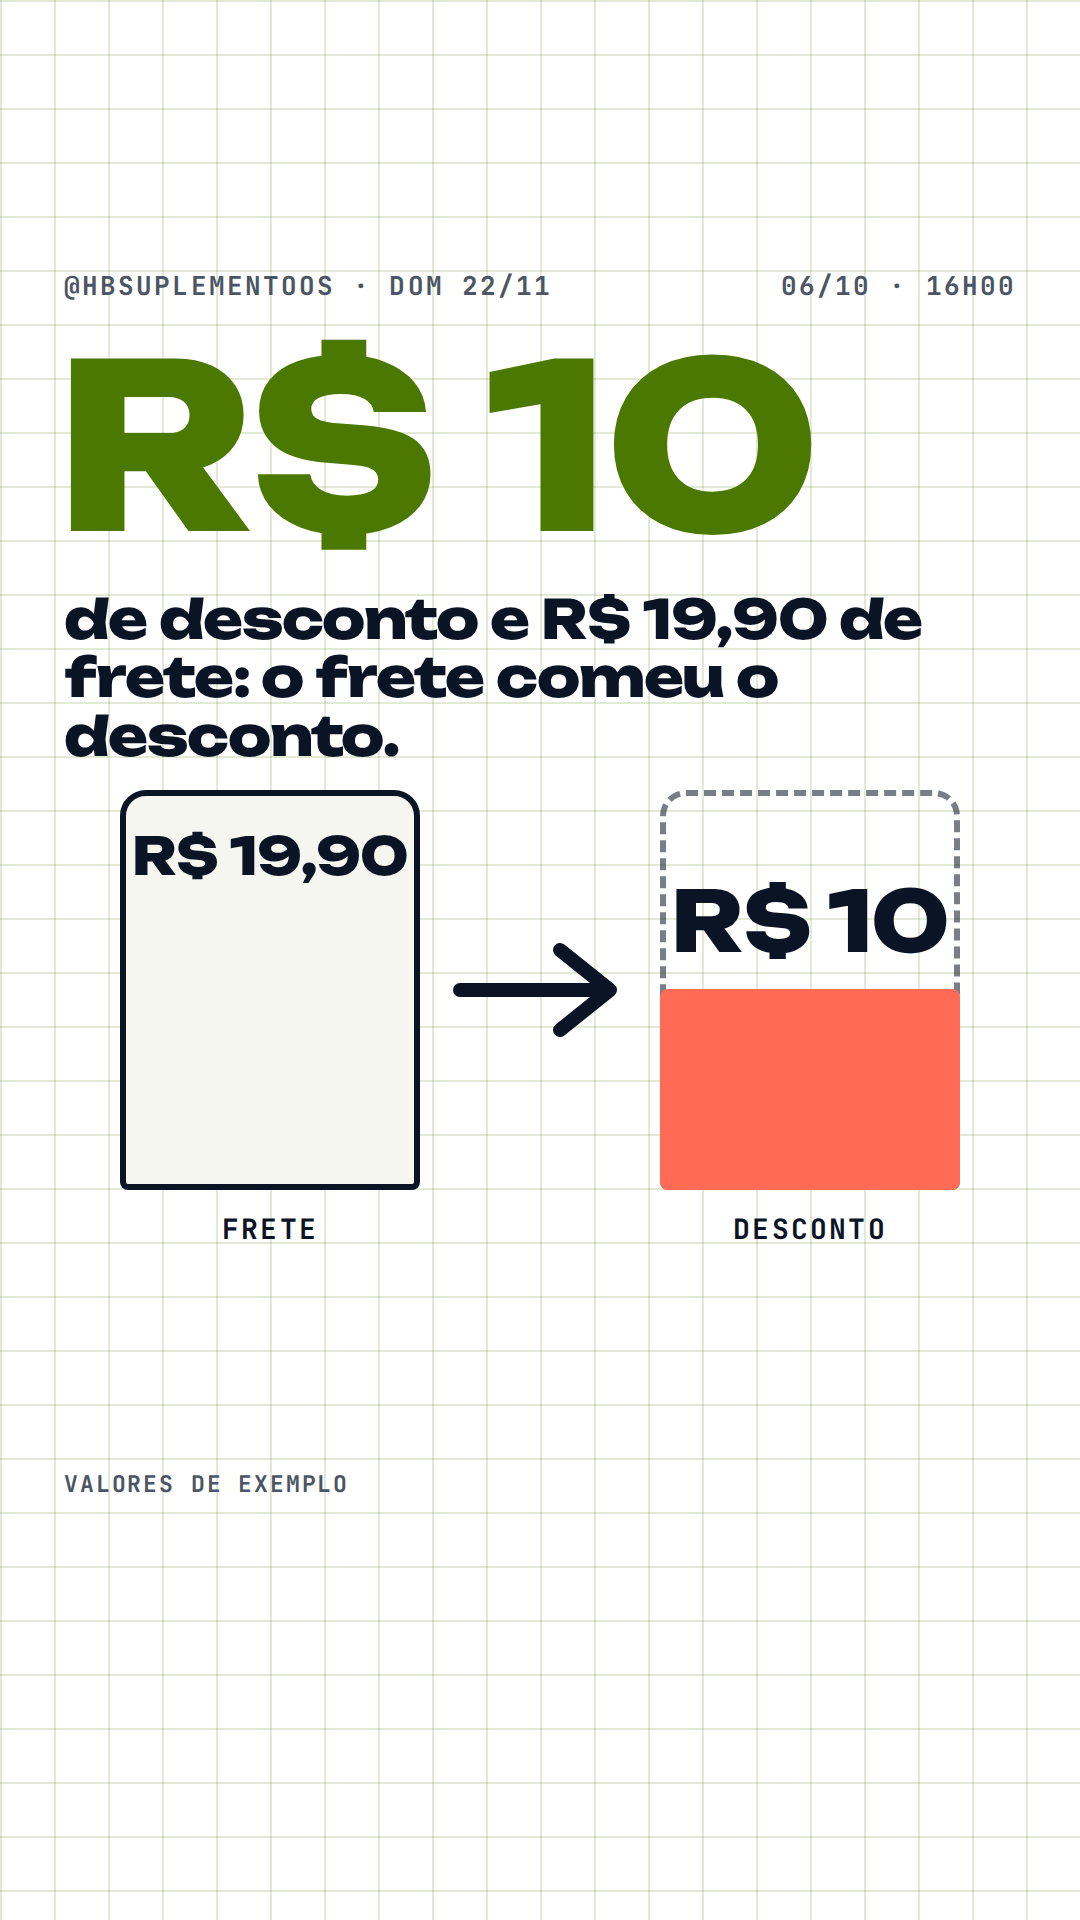 @HBSUPLEMENTOOS · DOM 22/11
06/10 · 16H00
R$ 10
de desconto e R$ 19,90 de
frete: o frete comeu o
desconto.
R$ 19,90
R$ 10
FRETE
DESCONTO
VALORES DE EXEMPLO